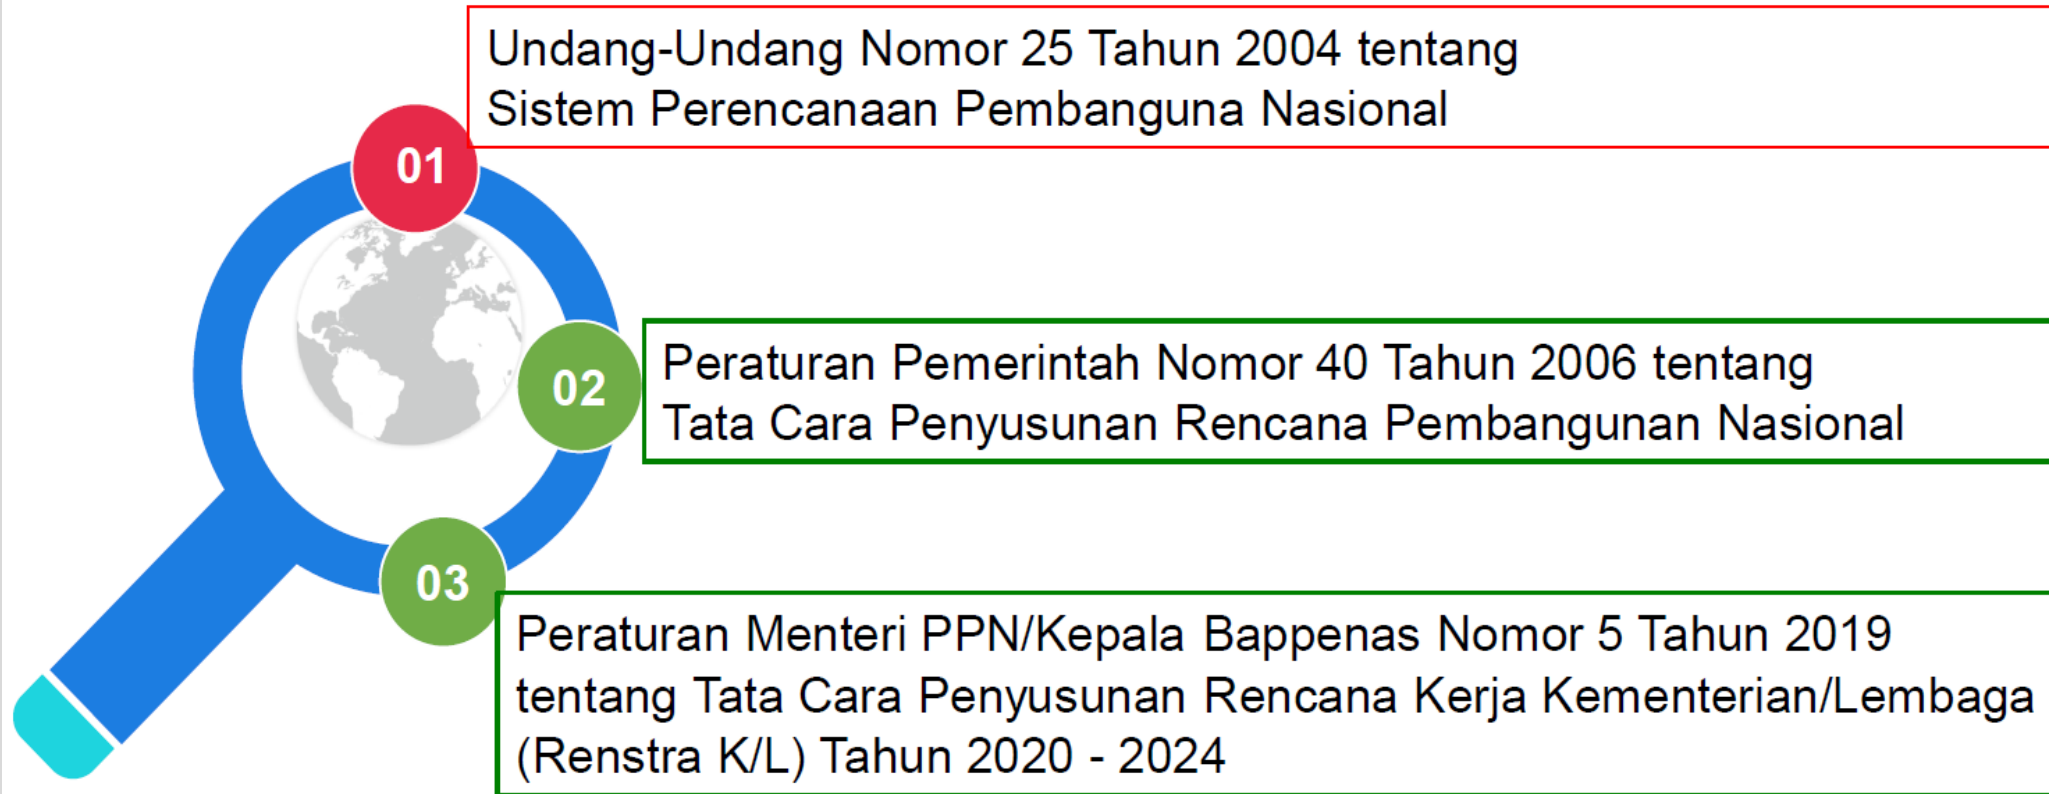 01
Undang-Undang Nomor 25 Tahun 2004 tentang
Sistem Perencanaan Pembanguna Nasional
02
Peraturan Pemerintah Nomor 40 Tahun 2006 tentang
Tata Cara Penyusunan Rencana Pembangunan Nasional
03
Peraturan Menteri PPN/Kepala Bappenas Nomor 5 Tahun 2019
tentang Tata Cara Penyusunan Rencana Kerja Kementerian/Lembaga
(Renstra K/L) Tahun 2020 - 2024